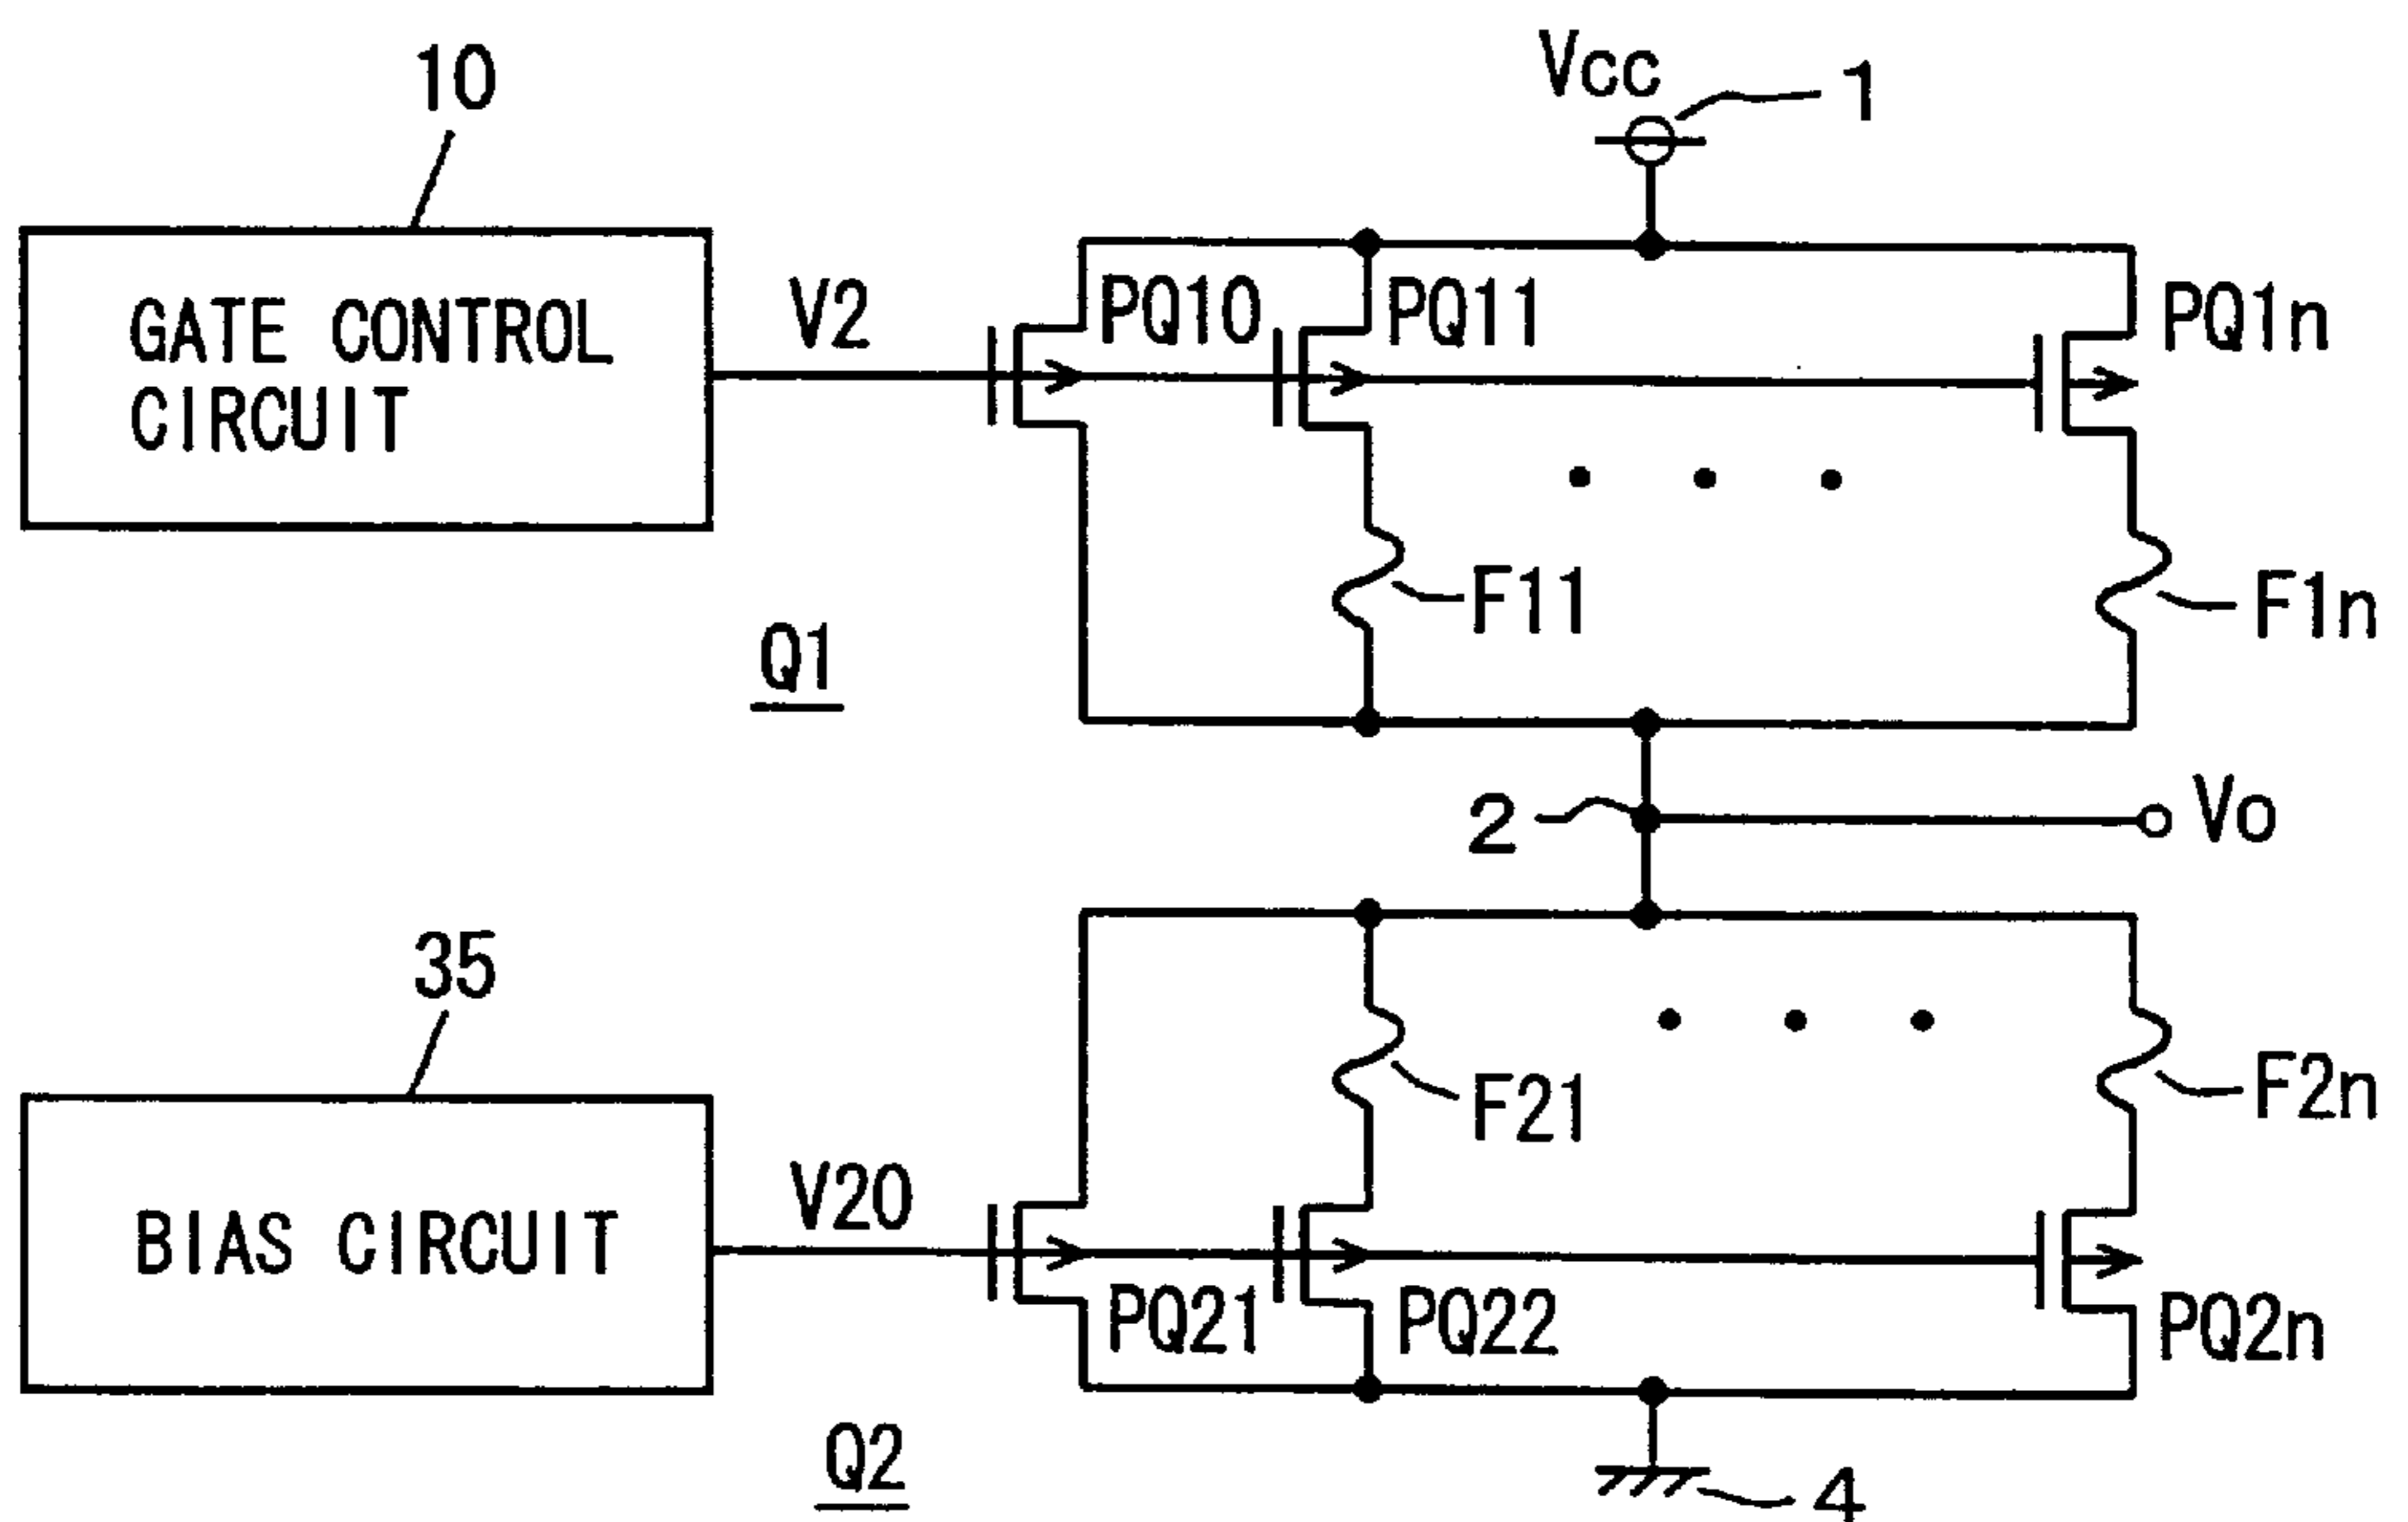 10
Vcc
1
GATE CONTROL
CIRCUIT
V2
PQ10
PQ11
PQ1n
F11
F1n
Q1
2
Vo
35
F21
F2n
BIAS CIRCUIT
V20
PQ21
PQ22
PQ2n
Q2
4